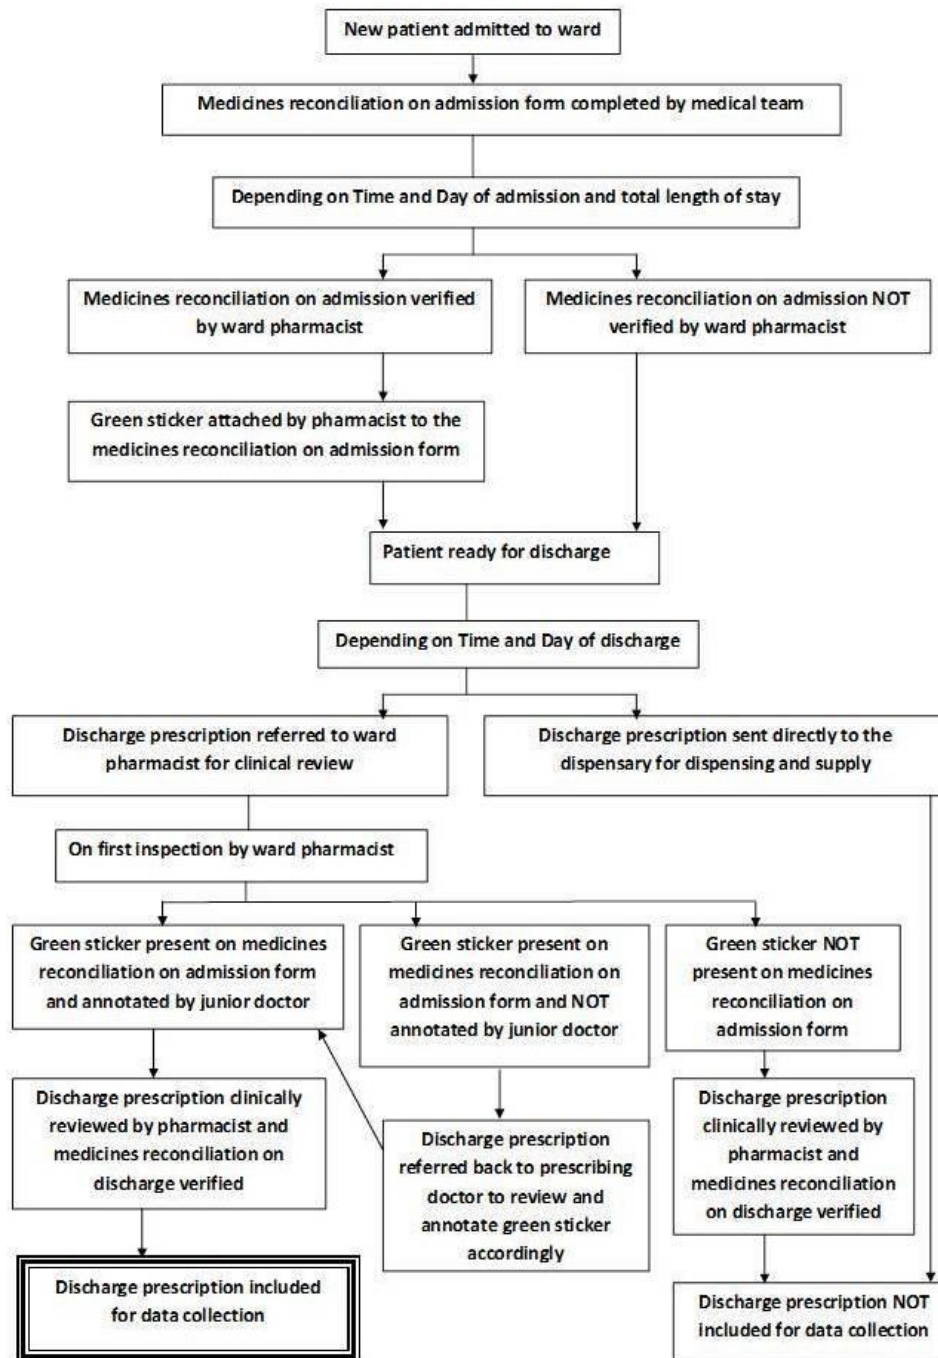 New patient admitted to ward
Medicines reconciliation on admission form completed by medical team
Depending on Time and Day of admission and total length of stay
Medicines reconciliation on admission verified
by ward pharmacist
Medicines reconciliation on admission NOT
verified by ward pharmacist
Green sticker attached by pharmacist to the
medicines reconciliation on admission form
Patient ready for discharge
Depending on Time and Day of discharge
Discharge prescription referred to ward
pharmacist for clinical review
Discharge prescription sent directly to the
dispensary for dispensing and supply
On first inspection by ward pharmacist
Green sticker present on medicines
reconciliation on admission form
and annotated by junior doctor
Green sticker present on
medicines reconciliation on
admission form and NOT
annotated by junior doctor
Green sticker NOT
present on medicines
reconciliation on
admission form
Discharge prescription clinically
reviewed by pharmacist and
medicines reconciliation on
discharge verified
Discharge prescription
referred back to prescribing
doctor to review and
annotate green sticker
accordingly
Discharge prescription
clinically reviewed by
pharmacist and
medicines reconciliation
on discharge verified
Discharge prescription included
for data collection
Discharge prescription NOT
included for data collection